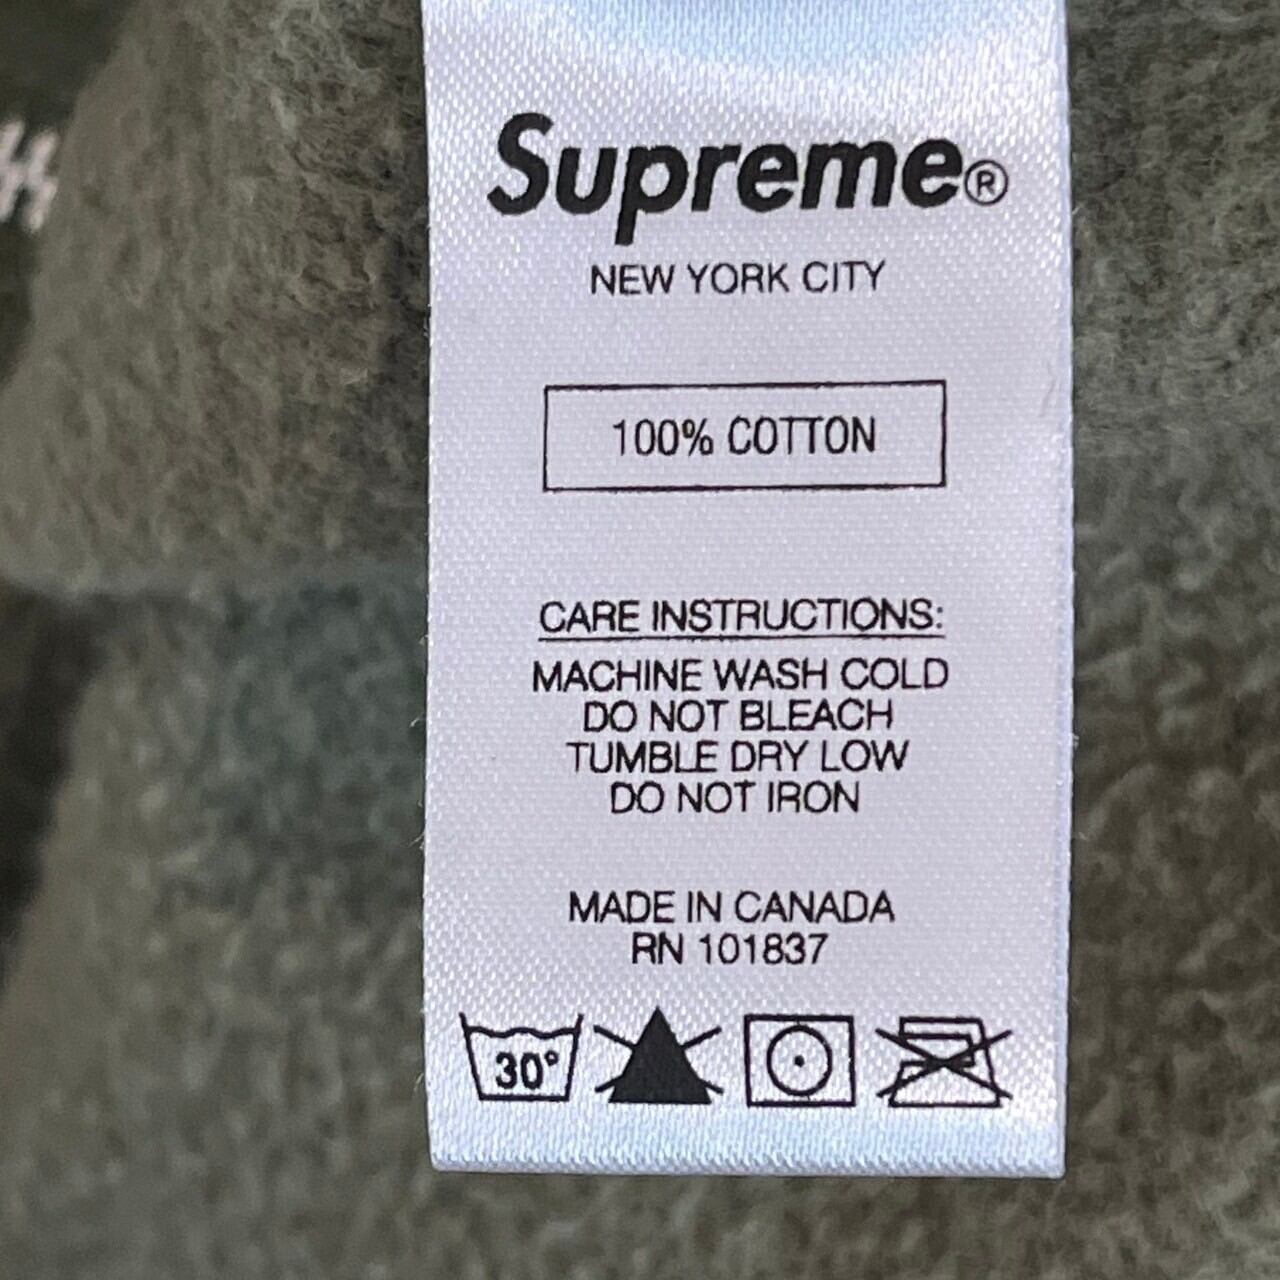 Supreme®
NEW YORK CITY
100% COTTON
CARE INSTRUCTIONS:
MACHINE WASH COLD
DO NOT BLEACH
TUMBLE DRY LOW
DO NOT IRON
MADE IN CANADA
RN 101837
30°